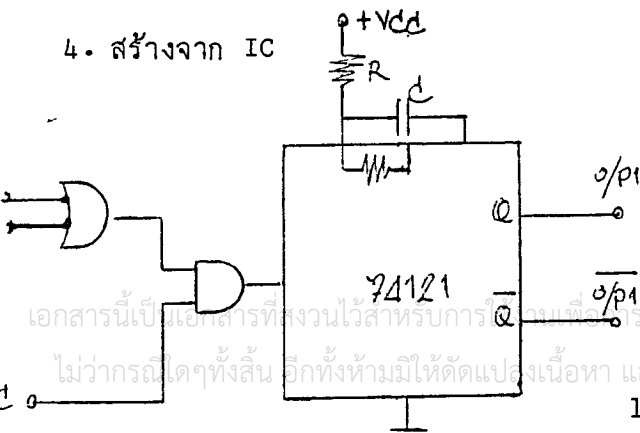 4. สร้างจาก IC
+VCC
R
C
O/P1
Q
74121
O/P1
Q
เอกสารนี้เป็นเอกสารที่สงวนไว้สำหรับการใช้งานเพื่อการ
ไม่ว่ากรณีใดๆทั้งสิ้น อีกทั้งห้ามมิให้ดัดแปลงเนื้อหา แ
C
1